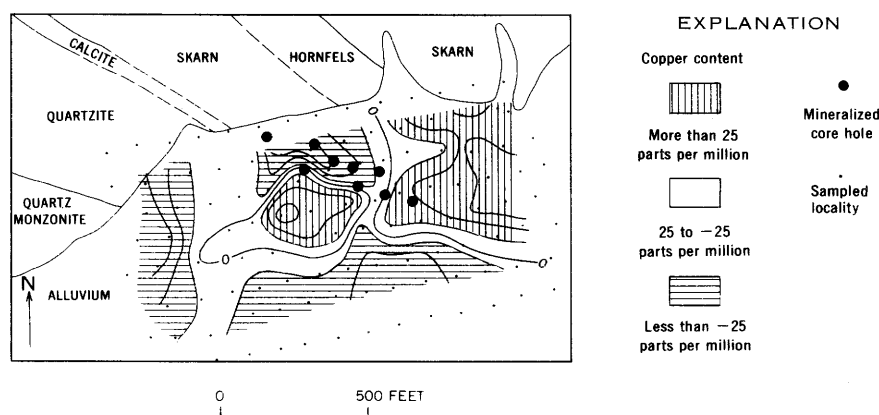 EXPLANATION
Copper content
More than 25
parts per million
25 to −25
parts per million
Less than −25
parts per million
Mineralized
core hole
Sampled
locality
CALCITE
SKARN
HORNFELS
SKARN
QUARTZITE
QUARTZ
MONZONITE
ALLUVIUM
N
0
0
0
0 500 FEET